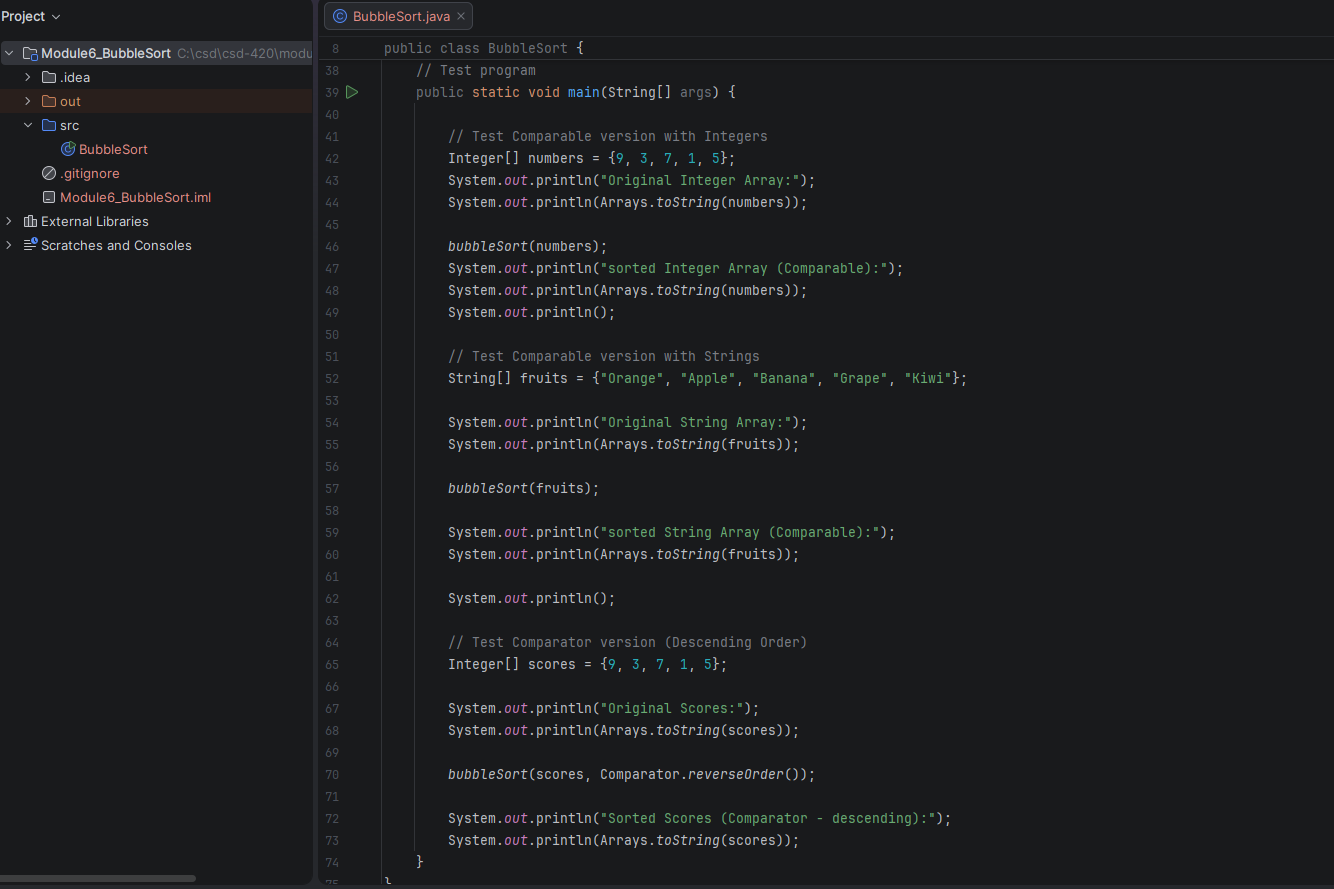 Project
Module6_BubbleSort C:\csd\csd-420\modu
.idea
out
src
BubbleSort
.gitignore
Module6_BubbleSort.iml
External Libraries
Scratches and Consoles
BubbleSort.java
8 public class BubbleSort {
38 // Test program
39 public static void main(String[] args) {
40
41 // Test Comparable version with Integers
42 Integer[] numbers = {9, 3, 7, 1, 5};
43 System.out.println("Original Integer Array:");
44 System.out.println(Arrays.toString(numbers));
45
46 bubbleSort(numbers);
47 System.out.println("sorted Integer Array (Comparable):");
48 System.out.println(Arrays.toString(numbers));
49 System.out.println();
50
51 // Test Comparable version with Strings
52 String[] fruits = {"Orange", "Apple", "Banana", "Grape", "Kiwi"};
53
54 System.out.println("Original String Array:");
55 System.out.println(Arrays.toString(fruits));
56
57 bubbleSort(fruits);
58
59 System.out.println("sorted String Array (Comparable):");
60 System.out.println(Arrays.toString(fruits));
61
62 System.out.println();
63
64 // Test Comparator version (Descending Order)
65 Integer[] scores = {9, 3, 7, 1, 5};
66
67 System.out.println("Original Scores:");
68 System.out.println(Arrays.toString(scores));
69
70 bubbleSort(scores, Comparator.reverseOrder());
71
72 System.out.println("Sorted Scores (Comparator - descending):");
73 System.out.println(Arrays.toString(scores));
74 }
75 }